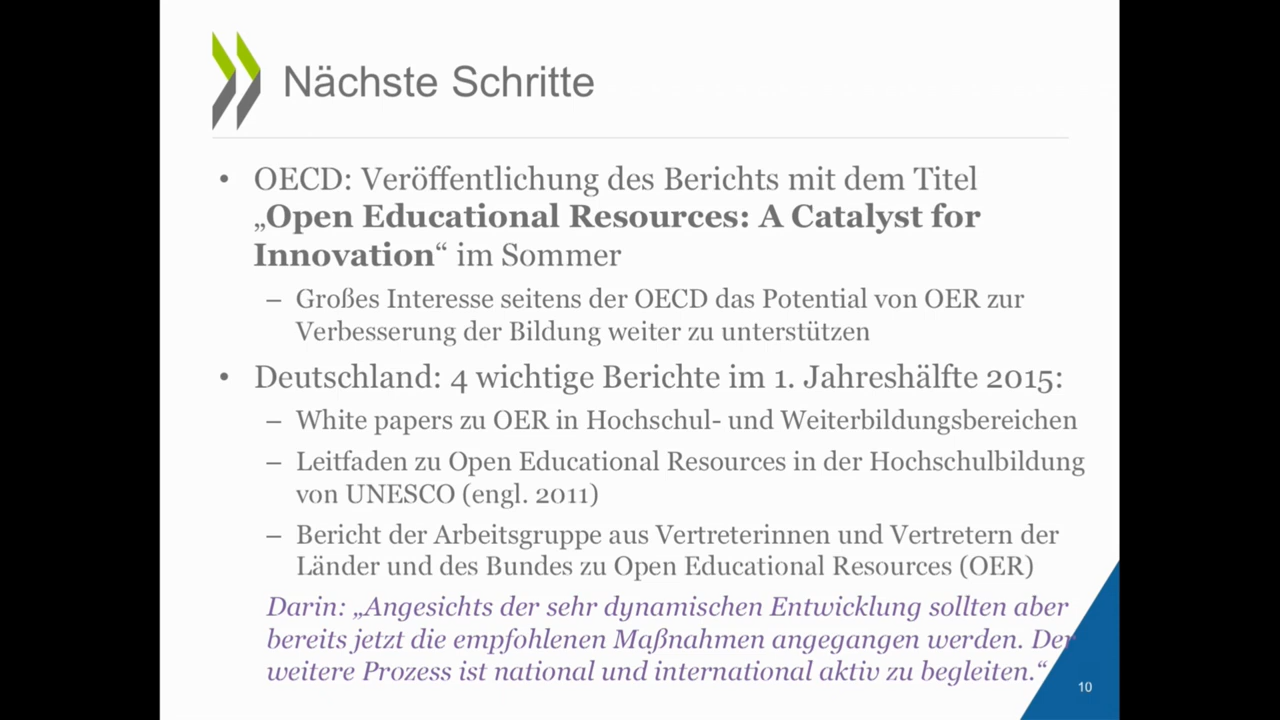 Nächste Schritte
• OECD: Veröffentlichung des Berichts mit dem Titel
„Open Educational Resources: A Catalyst for
Innovation“ im Sommer
– Großes Interesse seitens der OECD das Potential von OER zur
Verbesserung der Bildung weiter zu unterstützen
• Deutschland: 4 wichtige Berichte im 1. Jahreshälfte 2015:
– White papers zu OER in Hochschul- und Weiterbildungsbereichen
– Leitfaden zu Open Educational Resources in der Hochschulbildung
von UNESCO (engl. 2011)
– Bericht der Arbeitsgruppe aus Vertreterinnen und Vertretern der
Länder und des Bundes zu Open Educational Resources (OER)
Darin: „Angesichts der sehr dynamischen Entwicklung sollten aber
bereits jetzt die empfohlenen Maßnahmen angegangen werden. Der
weitere Prozess ist national und international aktiv zu begleiten.“
10